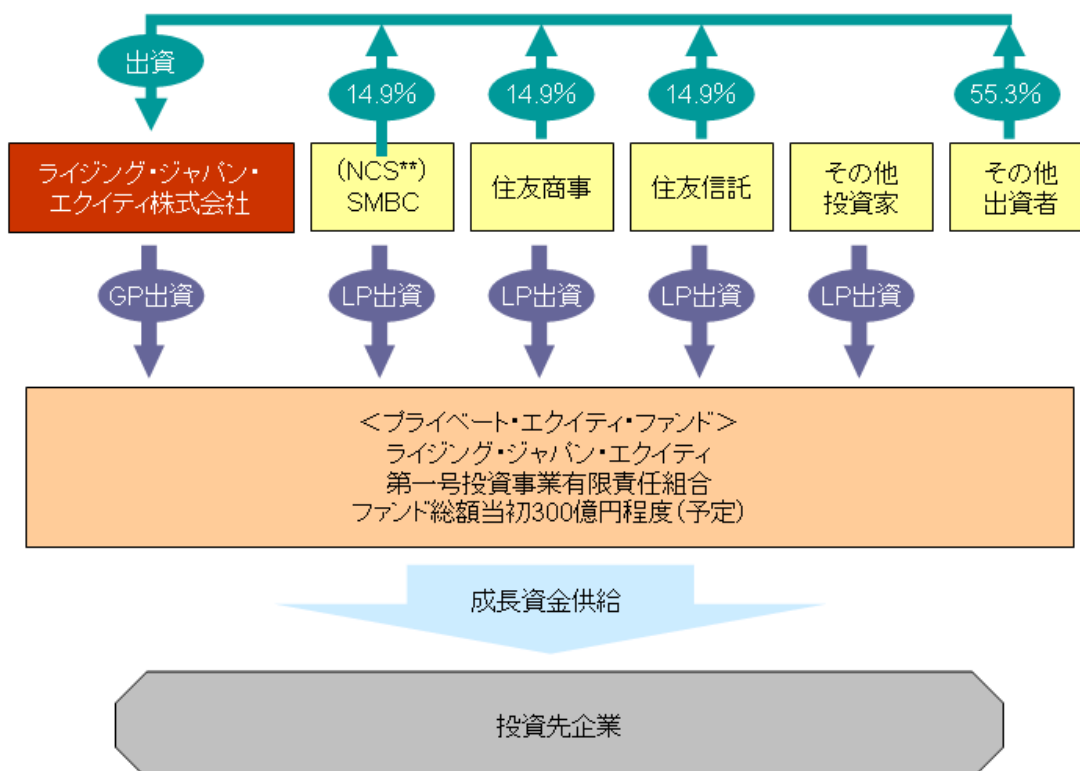 出資
14.9%
14.9%
14.9%
55.3%
ライジング・ジャパン・
エクイティ株式会社
(NCS**)
SMBC
住友商事
住友信託
その他
投資家
その他
出資者
GP出資
LP出資
LP出資
LP出資
LP出資
＜プライベート・エクイティ・ファンド＞
ライジング・ジャパン・エクイティ
第一号投資事業有限責任組合
ファンド総額当初300億円程度(予定)
成長資金供給
投資先企業